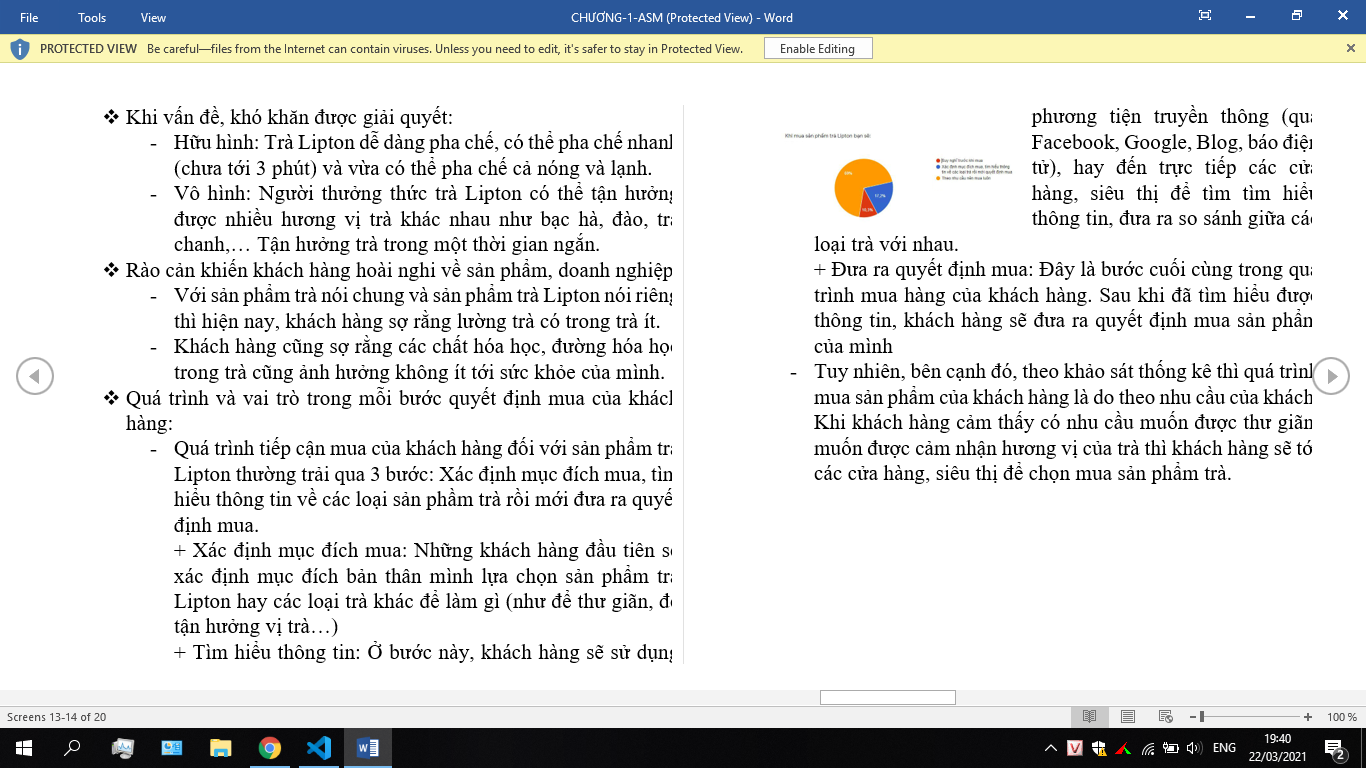 File Tools View CHƯƠNG-1-ASM (Protected View) - Word
PROTECTED VIEW Be careful—files from the Internet can contain viruses. Unless you need to edit, it's safer to stay in Protected View. Enable Editing
❖ Khi vấn đề, khó khăn được giải quyết:
- Hữu hình: Trà Lipton dễ dàng pha chế, có thể pha chế nhanh
(chưa tới 3 phút) và vừa có thể pha chế cả nóng và lạnh.
- Vô hình: Người thưởng thức trà Lipton có thể tận hưởng
được nhiều hương vị trà khác nhau như bạc hà, đào, trà
chanh,… Tận hưởng trà trong một thời gian ngắn.
❖ Rào cản khiến khách hàng hoài nghi về sản phẩm, doanh nghiệp
- Với sản phẩm trà nói chung và sản phẩm trà Lipton nói riêng
thì hiện nay, khách hàng sợ rằng lường trà có trong trà ít.
- Khách hàng cũng sợ rằng các chất hóa học, đường hóa học
trong trà cũng ảnh hưởng không ít tới sức khỏe của mình.
❖ Quá trình và vai trò trong mỗi bước quyết định mua của khách
hàng:
- Quá trình tiếp cận mua của khách hàng đối với sản phẩm trà
Lipton thường trải qua 3 bước: Xác định mục đích mua, tìm
hiểu thông tin về các loại sản phầm trà rồi mới đưa ra quyết
định mua.
+ Xác định mục đích mua: Những khách hàng đầu tiên sẽ
xác định mục đích bản thân mình lựa chọn sản phẩm trà
Lipton hay các loại trà khác để làm gì (như để thư giãn, để
tận hưởng vị trà…)
+ Tìm hiểu thông tin: Ở bước này, khách hàng sẽ sử dụng
Khi mua sản phẩm trà Lipton bạn sẽ:
phương tiện truyền thông (qua
Facebook, Google, Blog, báo điện
tử), hay đến trực tiếp các cửa
hàng, siêu thị để tìm tìm hiểu
thông tin, đưa ra so sánh giữa các
loại trà với nhau.
+ Đưa ra quyết định mua: Đây là bước cuối cùng trong quá
trình mua hàng của khách hàng. Sau khi đã tìm hiểu được
thông tin, khách hàng sẽ đưa ra quyết định mua sản phẩm
của mình
- Tuy nhiên, bên cạnh đó, theo khảo sát thống kê thì quá trình
mua sản phẩm của khách hàng là do theo nhu cầu của khách
Khi khách hàng cảm thấy có nhu cầu muốn được thư giãn
muốn được cảm nhận hương vị của trà thì khách hàng sẽ tới
các cửa hàng, siêu thị để chọn mua sản phẩm trà.
Screens 13-14 of 20 100 %
ENG 19:40
22/03/2021 2